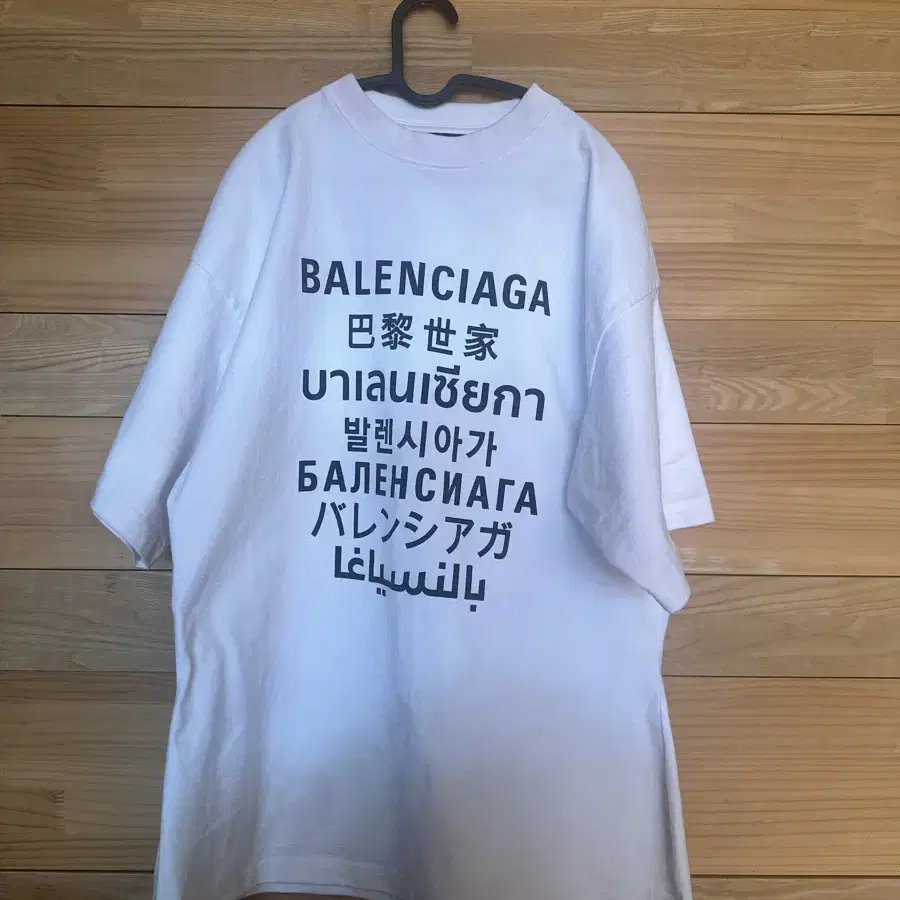 BALENCIAGA
巴黎世家
บาเลนเซียกา
발렌시아가
БАЛЕНСИАГА
バレンシアガ
بالنسياغا